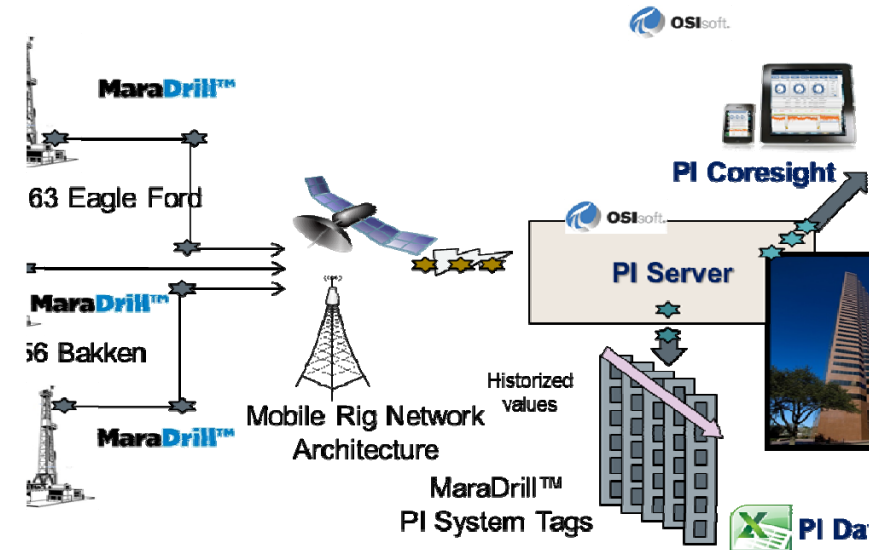 OSIsoft.
MaraDrill™
PI Coresight
63 Eagle Ford
OSIsoft.
PI Server
MaraDrill™
56 Bakken
Historized
values
Mobile Rig Network
Architecture
MaraDrill™
MaraDrill™
PI System Tags
PI Da